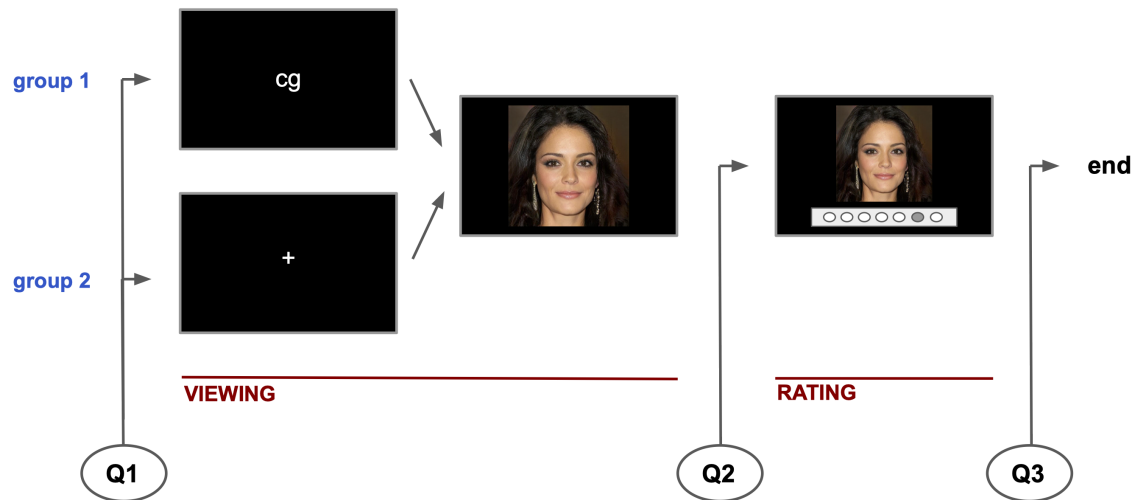 group 1
cg
end
group 2
+
VIEWING
RATING
Q1
Q2
Q3